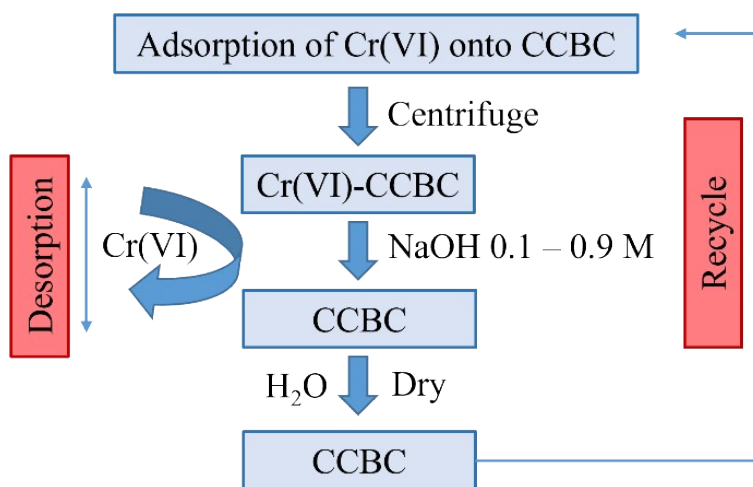 Adsorption of Cr(VI) onto CCBC
Centrifuge
Cr(VI)-CCBC
Desorption
Cr(VI)
NaOH 0.1 – 0.9 M
Recycle
CCBC
H₂O
Dry
CCBC